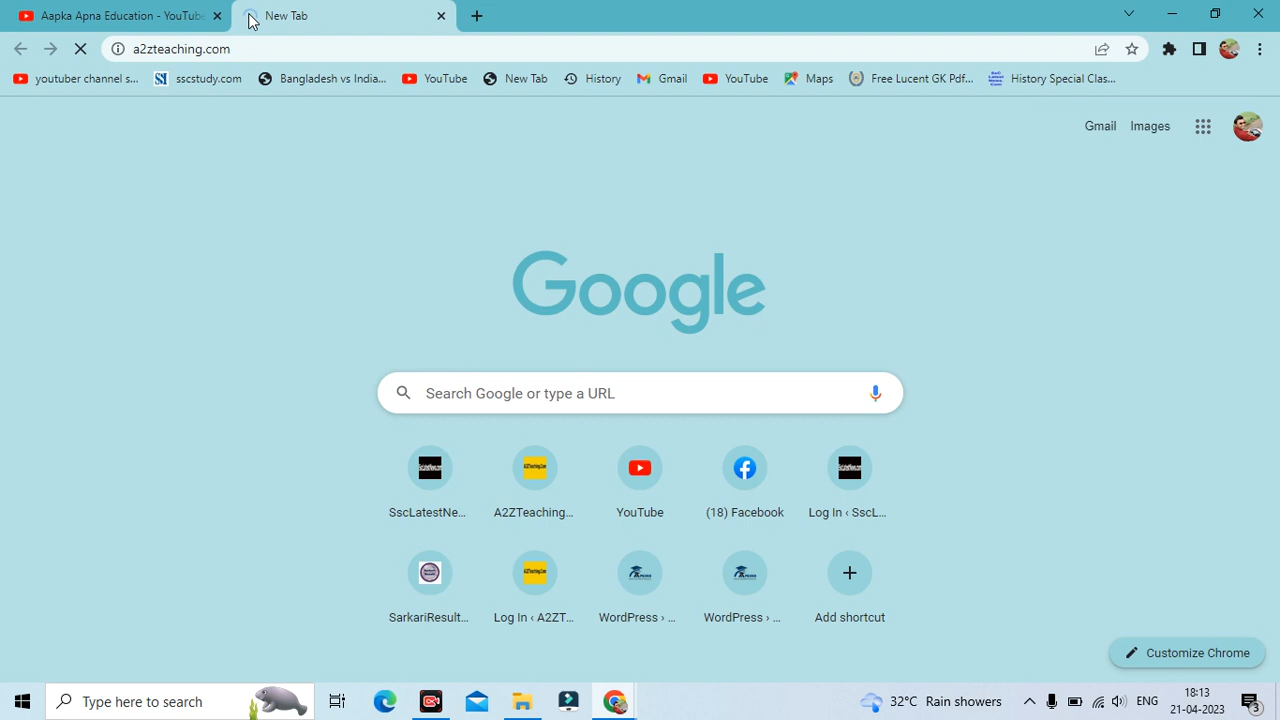 Aapka Apna Education - YouTube
New Tab
a2zteaching.com
youtuber channel s...
sscstudy.com
Bangladesh vs India...
YouTube
New Tab
History
Gmail
YouTube
Maps
Free Lucent GK Pdf...
History Special Clas...
Gmail
Images
Google
Search Google or type a URL
SscLatestNe...
A2ZTeaching...
YouTube
(18) Facebook
Log In ‹ SscL...
SarkariResult...
Log In ‹ A2ZT...
WordPress › ...
WordPress › ...
Add shortcut
Customize Chrome
Type here to search
32°C Rain showers
ENG
18:13
21-04-2023
3